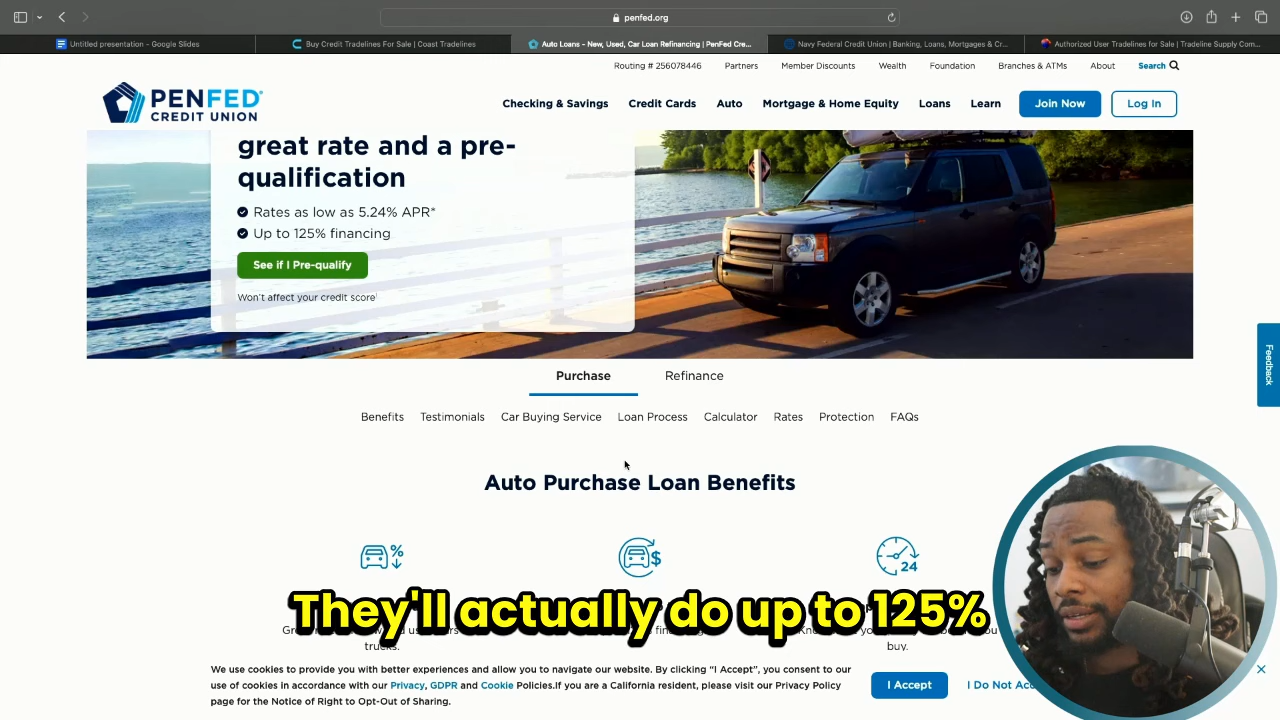 penfed.org
Untitled presentation - Google Slides
Buy Credit Tradelines For Sale | Coast Tradelines
Auto Loans - New, Used, Car Loan Refinancing | PenFed Cre...
Navy Federal Credit Union | Banking, Loans, Mortgages & Cr...
Authorized User Tradelines for Sale | Tradeline Supply Com...
Routing # 256078446
Partners
Member Discounts
Wealth
Foundation
Branches & ATMs
About
Search
PENFED®
CREDIT UNION
Checking & Savings
Credit Cards
Auto
Mortgage & Home Equity
Loans
Learn
Join Now
Log In
great rate and a pre-
qualification
Rates as low as 5.24% APR*
Up to 125% financing
See if I Pre-qualify
Won't affect your credit score
Feedback
Purchase
Refinance
Benefits
Testimonials
Car Buying Service
Loan Process
Calculator
Rates
Protection
FAQs
Auto Purchase Loan Benefits
%
$
24
They'll actually do up to 125%
trucks.
buy.
We use cookies to provide you with better experiences and allow you to navigate our website. By clicking "I Accept", you consent to our
use of cookies in accordance with our Privacy, GDPR and Cookie Policies.If you are a California resident, please visit our Privacy Policy
page for the Notice of Right to Opt-Out of Sharing.
I Accept
I Do Not